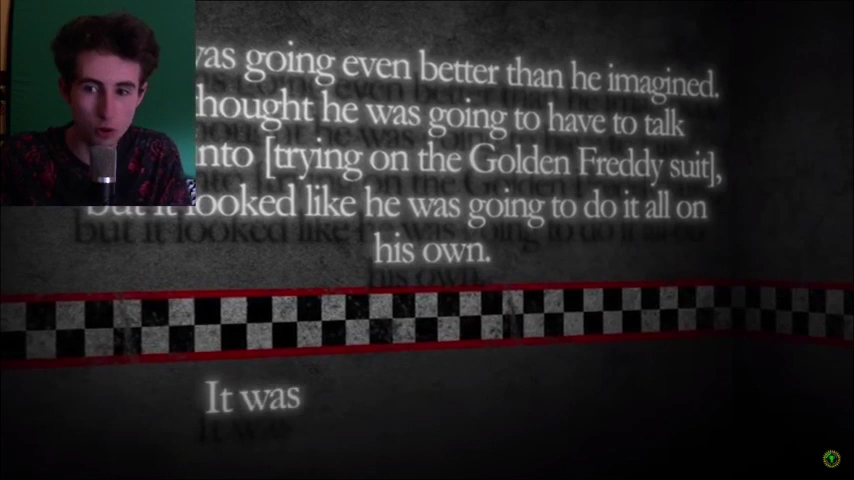 was going even better than he imagined.
thought he was going to have to talk
into [trying on the Golden Freddy suit],
but it looked like he was going to do it all on
his own.
It was